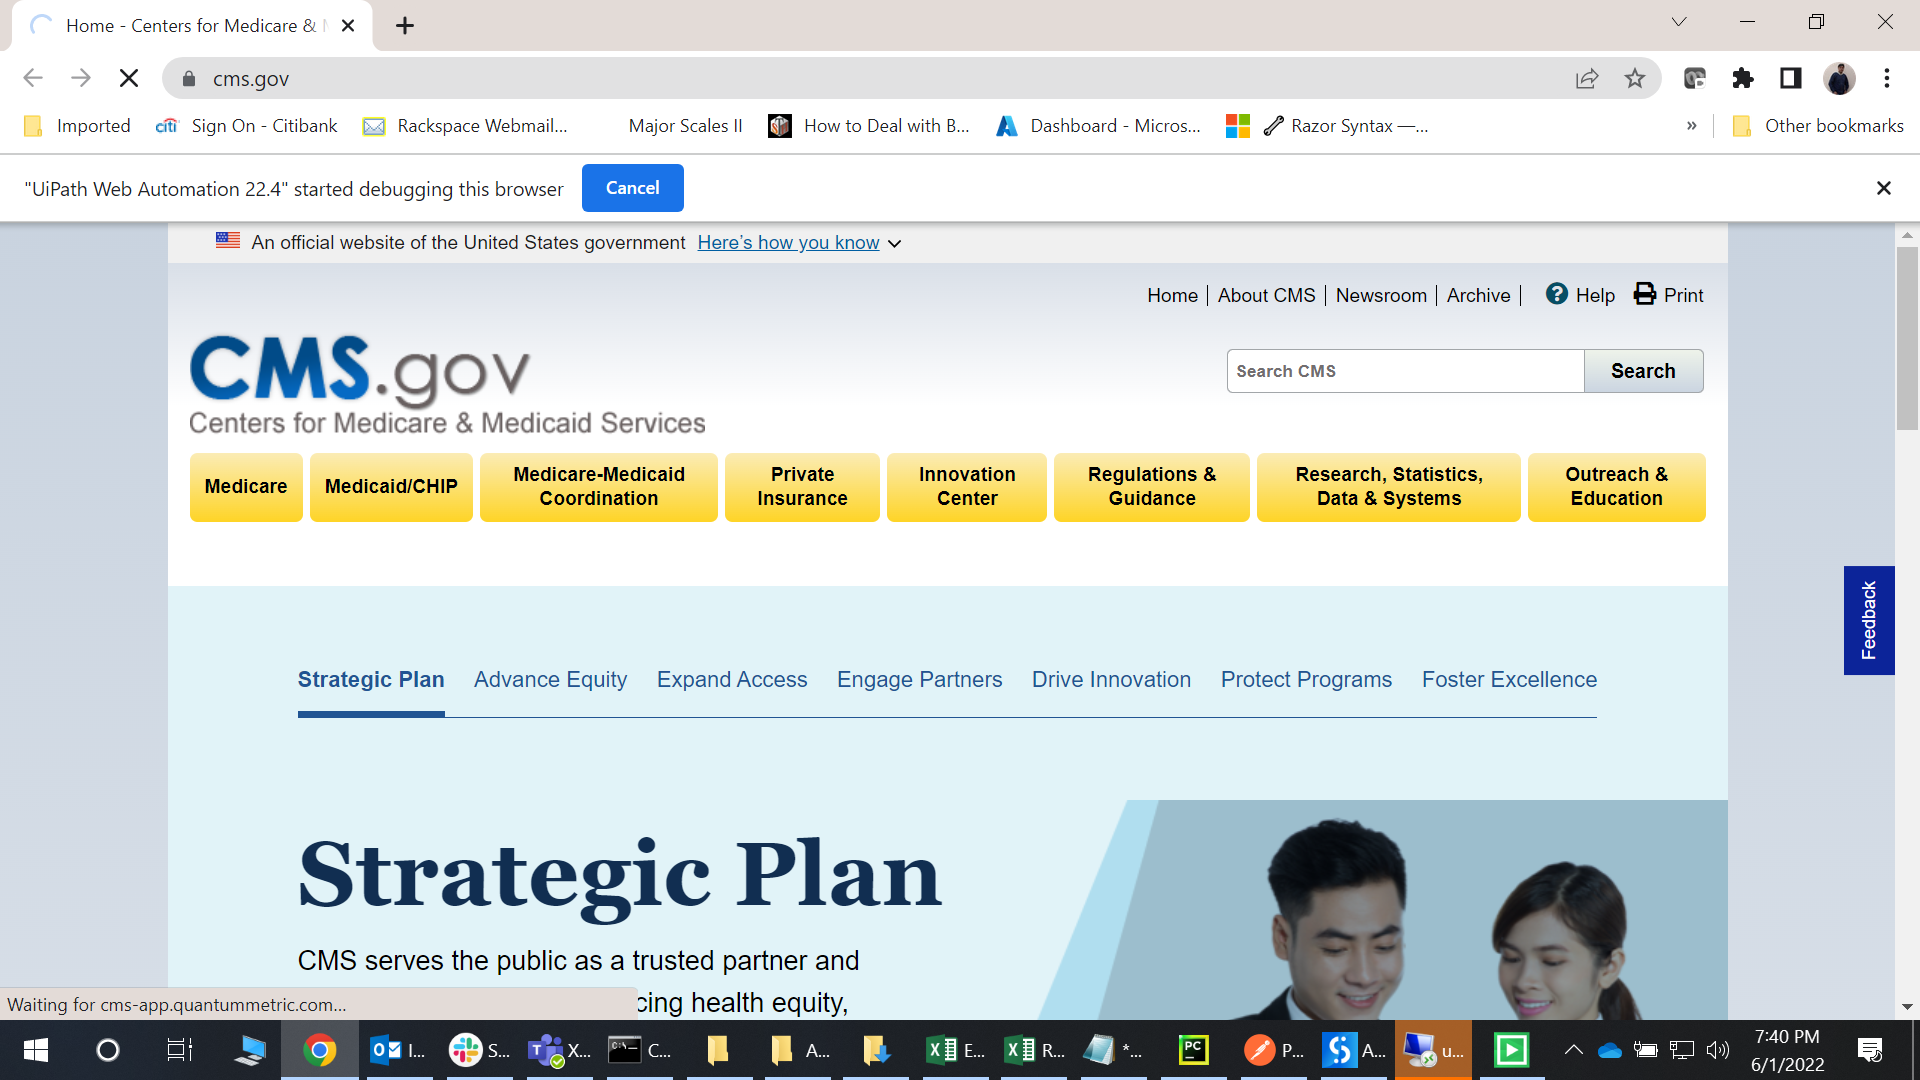 Home - Centers for Medicare &
cms.gov
Imported
citi Sign On - Citibank
Rackspace Webmail...
Major Scales II
How to Deal with B...
Dashboard - Micros...
Razor Syntax —...
»
Other bookmarks
"UiPath Web Automation 22.4" started debugging this browser
Cancel
An official website of the United States government Here's how you know
Home
About CMS
Newsroom
Archive
? Help
Print
CMS.gov
Centers for Medicare & Medicaid Services
Search CMS
Search
Medicare
Medicaid/CHIP
Medicare-Medicaid
Coordination
Private
Insurance
Innovation
Center
Regulations &
Guidance
Research, Statistics,
Data & Systems
Outreach &
Education
Feedback
Strategic Plan
Advance Equity
Expand Access
Engage Partners
Drive Innovation
Protect Programs
Foster Excellence
Strategic Plan
CMS serves the public as a trusted partner and
cing health equity,
Waiting for cms-app.quantummetric.com...
I...
S...
X...
C...
A...
E...
R...
*...
PC
P...
A...
u...
7:40 PM
6/1/2022